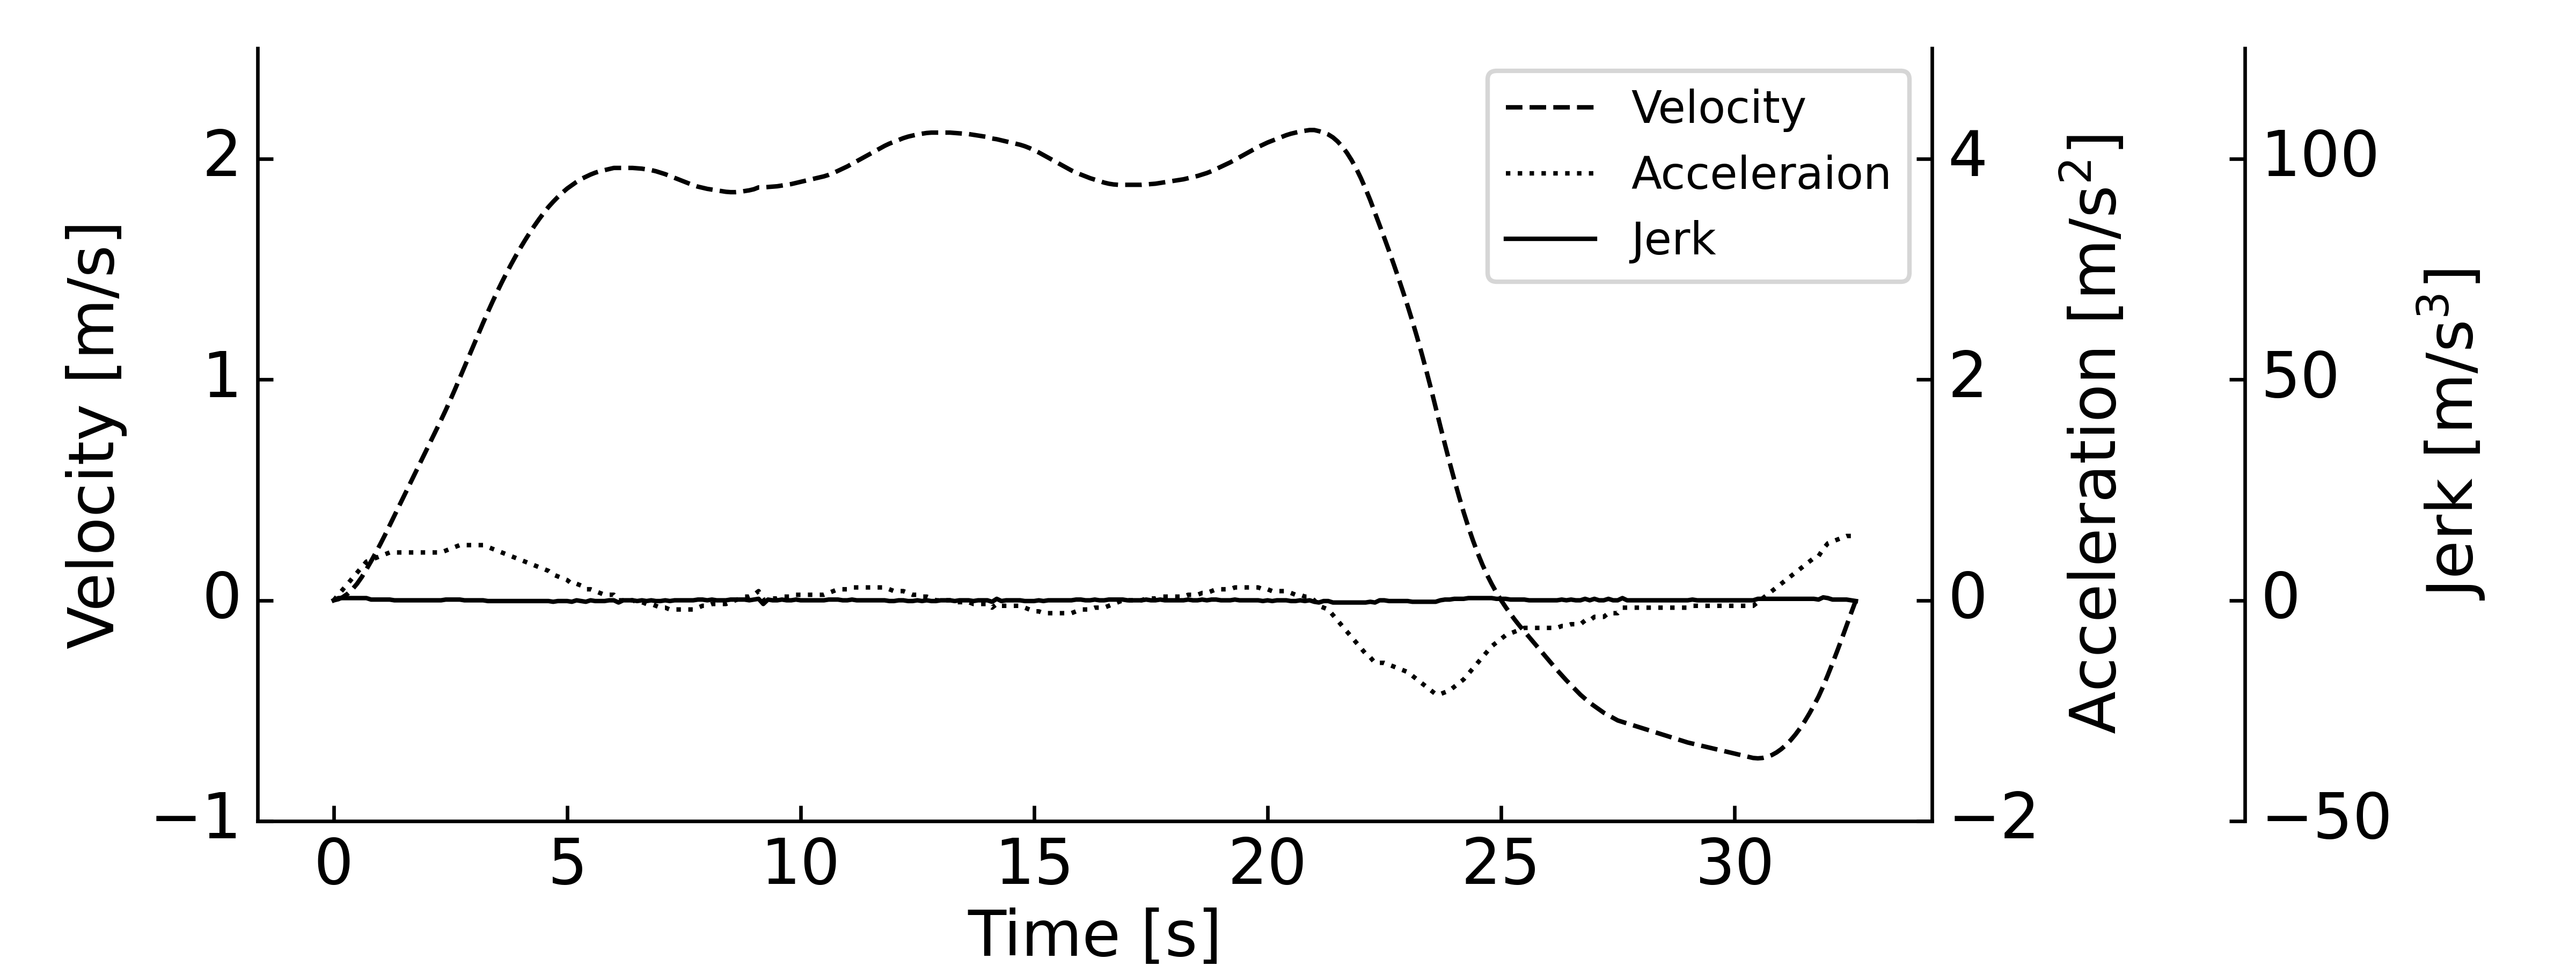 Velocity [m/s]
2
1
0
−1
0 5 10 15 20 25 30
Time [s]
Velocity
Acceleraion
Jerk
4
2
0
−2
Acceleration [m/s²]
100
50
0
−50
Jerk [m/s³]